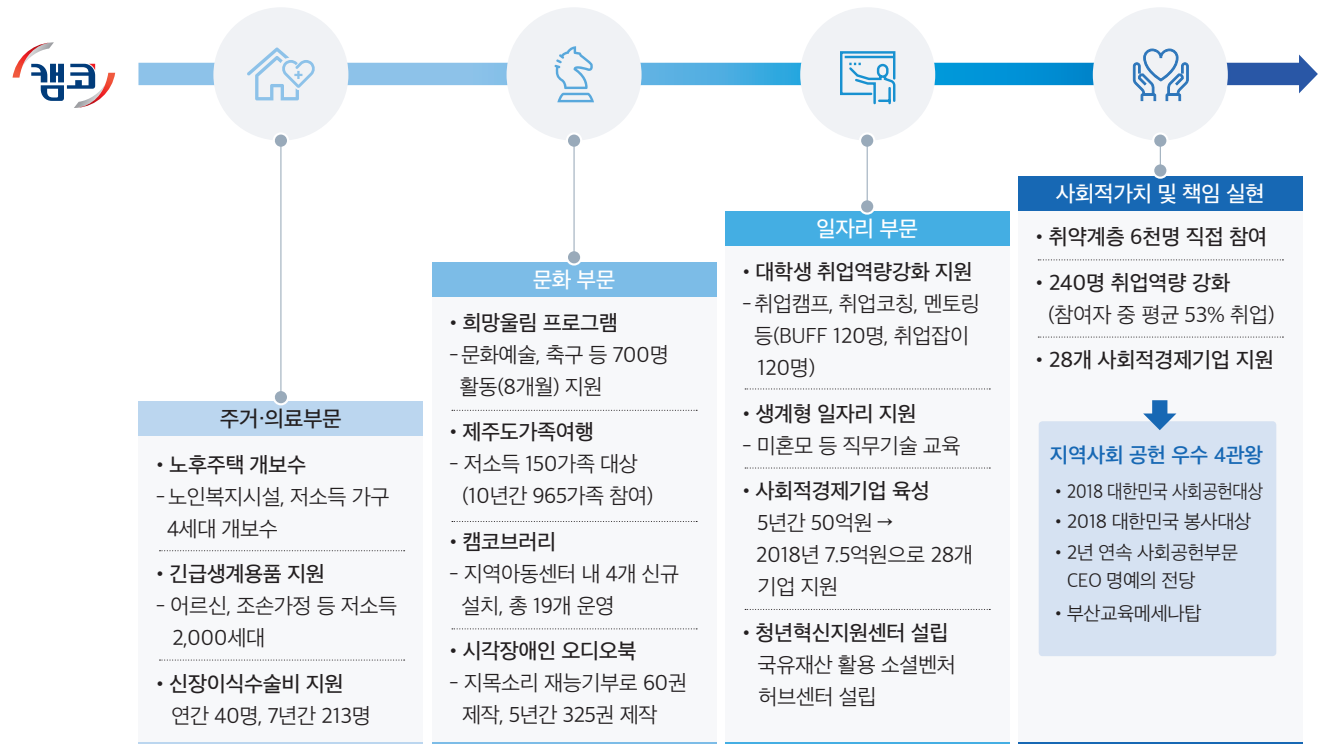 캠코
주거·의료부문
• 노후주택 개보수
- 노인복지시설, 저소득 가구
4세대 개보수
• 긴급생계용품 지원
- 어르신, 조손가정 등 저소득
2,000세대
• 신장이식수술비 지원
연간 40명, 7년간 213명
문화 부문
• 희망울림 프로그램
- 문화예술, 축구 등 700명
활동(8개월) 지원
• 제주도가족여행
- 저소득 150가족 대상
(10년간 965가족 참여)
• 캠코브러리
- 지역아동센터 내 4개 신규
설치, 총 19개 운영
• 시각장애인 오디오북
- 지목소리 재능기부로 60권
제작, 5년간 325권 제작
일자리 부문
• 대학생 취업역량강화 지원
- 취업캠프, 취업코칭, 멘토링
등(BUFF 120명, 취업잡이
120명)
• 생계형 일자리 지원
- 미혼모 등 직무기술 교육
• 사회적경제기업 육성
5년간 50억원 →
2018년 7.5억원으로 28개
기업 지원
• 청년혁신지원센터 설립
국유재산 활용 소셜벤처
허브센터 설립
사회적가치 및 책임 실현
• 취약계층 6천명 직접 참여
• 240명 취업역량 강화
(참여자 중 평균 53% 취업)
• 28개 사회적경제기업 지원
지역사회 공헌 우수 4관왕
• 2018 대한민국 사회공헌대상
• 2018 대한민국 봉사대상
• 2년 연속 사회공헌부문
CEO 명예의 전당
• 부산교육메세나탑